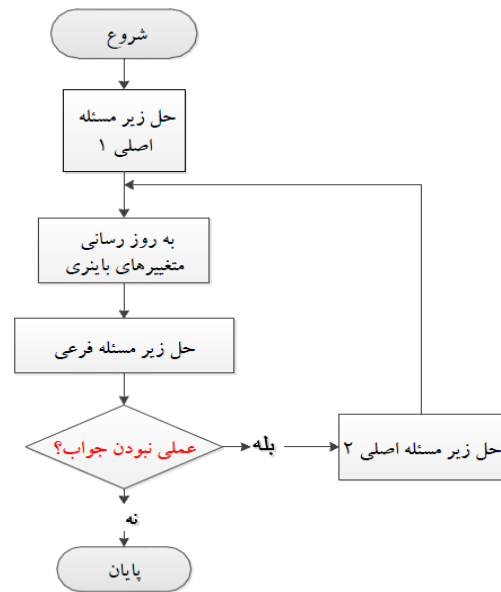 شروع
حل زیر مسئله
اصلی ۱
به روز رسانی
متغییرهای باینری
حل زیر مسئله فرعی
عملی نبودن جواب؟
بله
حل زیر مسئله اصلی ۲
نه
پایان